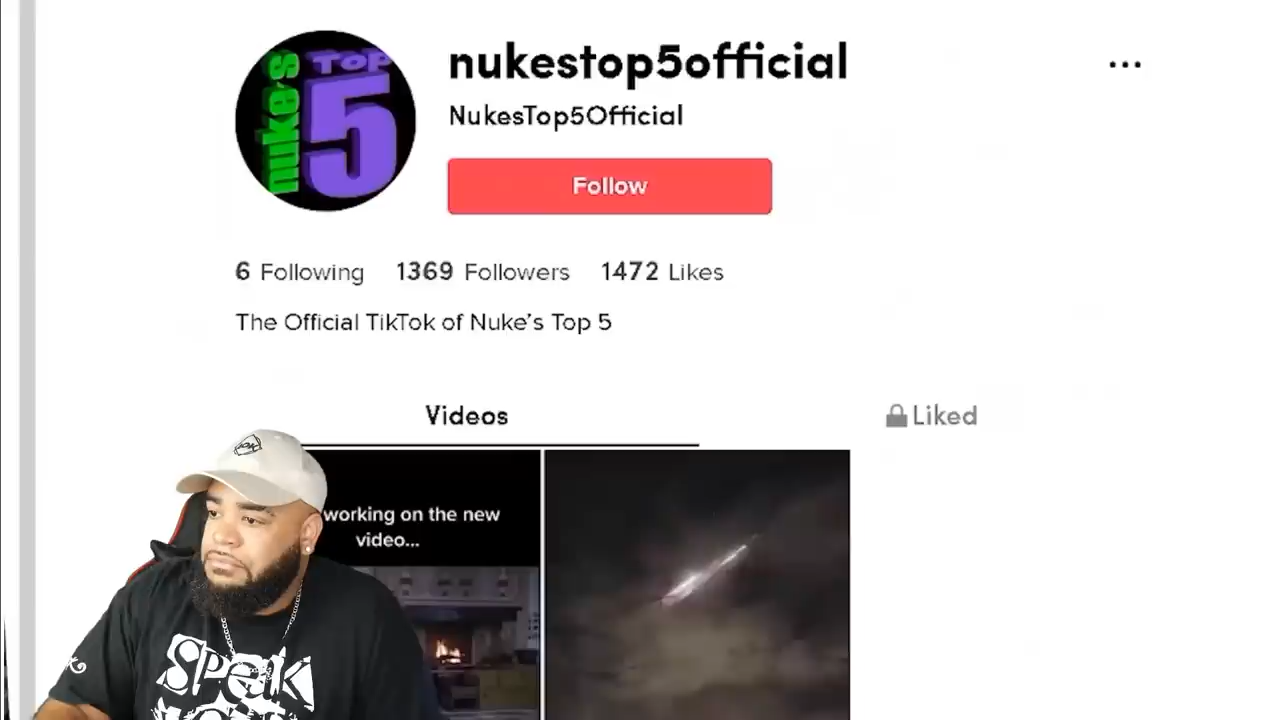 nuke's
TOP
5
nukestop5official
NukesTop5Official
Follow
6 Following 1369 Followers 1472 Likes
The Official TikTok of Nuke's Top 5
Videos
Liked
working on the new
video...
SPeaK